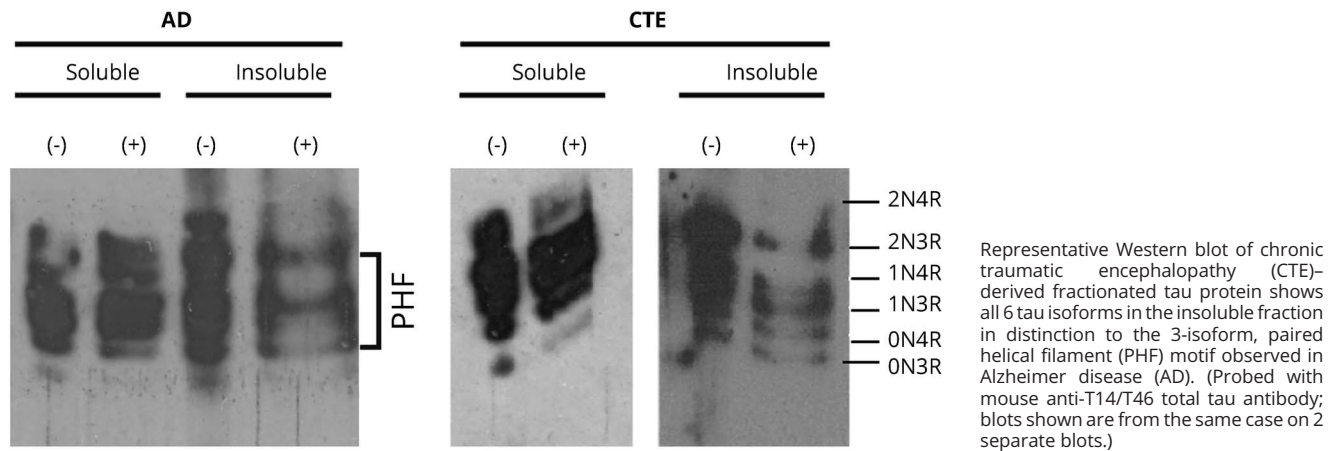 AD
CTE
Soluble
Insoluble
Soluble
Insoluble
(-)
(+)
(-)
(+)
(-)
(+)
(-)
(+)
PHF
2N4R
2N3R
1N4R
1N3R
0N4R
0N3R
Representative Western blot of chronic
traumatic encephalopathy (CTE)–
derived fractionated tau protein shows
all 6 tau isoforms in the insoluble fraction
in distinction to the 3-isoform, paired
helical filament (PHF) motif observed in
Alzheimer disease (AD). (Probed with
mouse anti-T14/T46 total tau antibody;
blots shown are from the same case on 2
separate blots.)